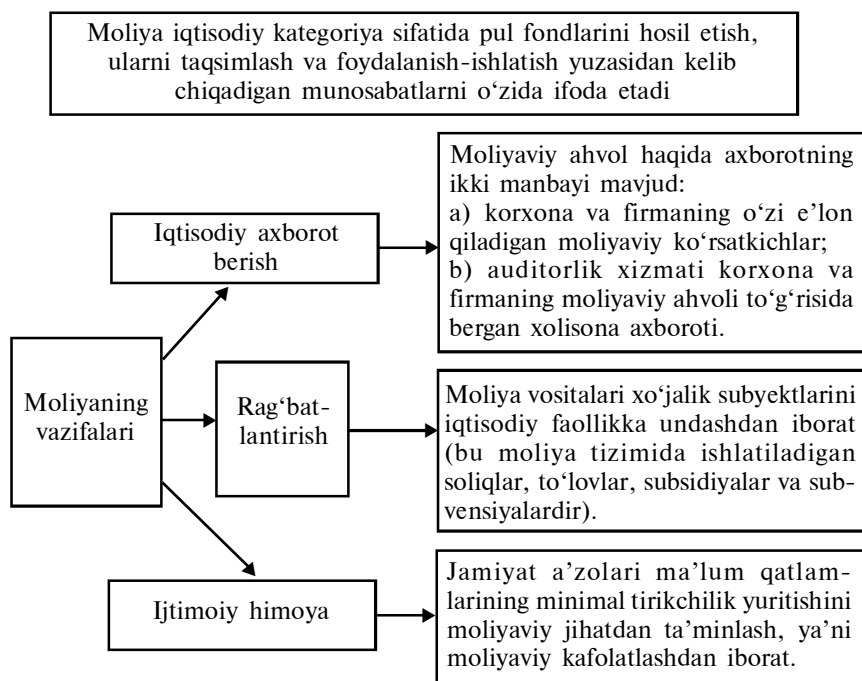 Moliya iqtisodiy kategoriya sifatida pul fondlarini hosil etish,
ularni taqsimlash va foydalanish-ishlatish yuzasidan kelib
chiqadigan munosabatlarni o‘zida ifoda etadi
Iqtisodiy axborot
berish
Moliyaviy ahvol haqida axborotning
ikki manbayi mavjud:
a) korxona va firmaning o‘zi e’lon
qiladigan moliyaviy ko‘rsatkichlar;
b) auditorlik xizmati korxona va
firmaning moliyaviy ahvoli to‘g‘risida
bergan xolisona axboroti.
Moliyaning
vazifalari
Rag‘bat-
lantirish
Moliya vositalari xo‘jalik subyektlarini
iqtisodiy faollikka undashdan iborat
(bu moliya tizimida ishlatiladigan
soliqlar, to‘lovlar, subsidiyalar va sub-
vensiyalardir).
Ijtimoiy himoya
Jamiyat a’zolari ma’lum qatlam-
larining minimal tirikchilik yuritishini
moliyaviy jihatdan ta’minlash, ya’ni
moliyaviy kafolatlashdan iborat.